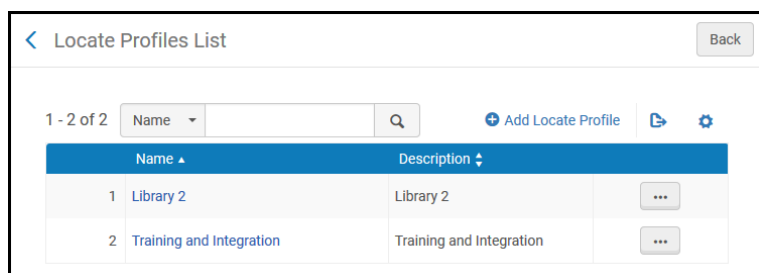 Locate Profiles List Back
1 - 2 of 2 Name Add Locate Profile
Name Description
1 Library 2 Library 2
2 Training and Integration Training and Integration